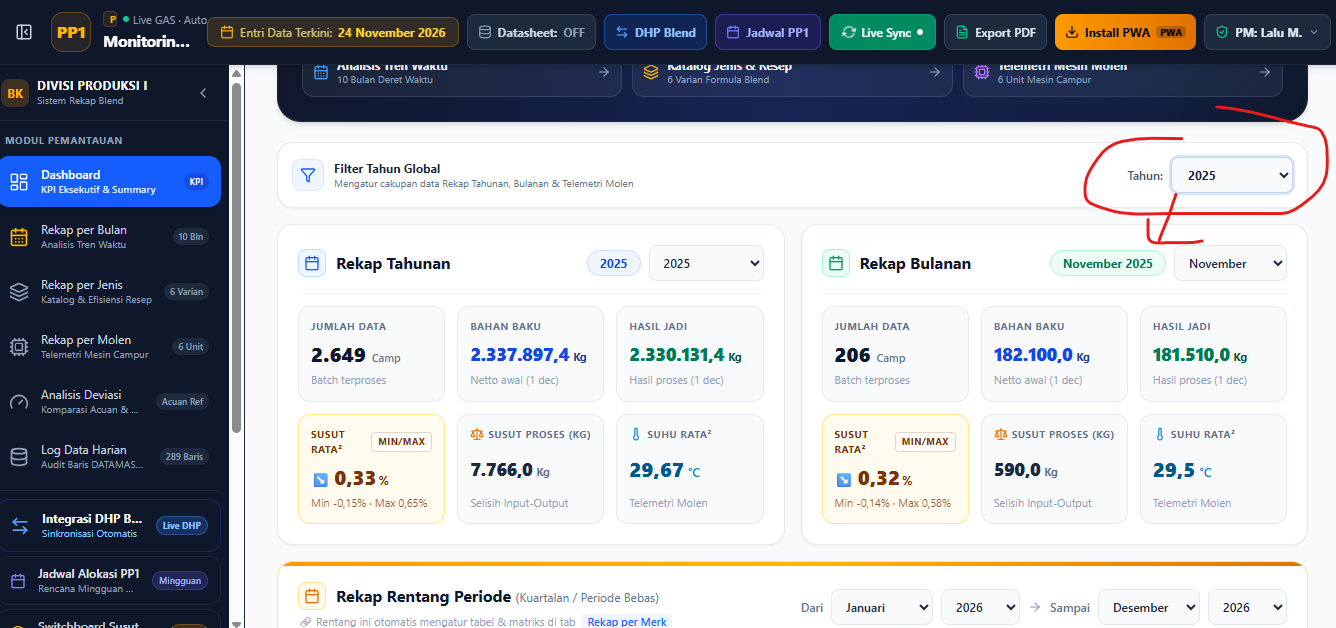 PP1
P
Live GAS · Auto
Monitorin...
Entri Data Terkini: 24 November 2026
Datasheet: OFF
DHP Blend
Jadwal PP1
Live Sync
Export PDF
Install PWA PWA
PM: Lalu M.
BK
DIVISI PRODUKSI I
Sistem Rekap Blend
MODUL PEMANTAUAN
Dashboard
KPI Eksekutif & Summary
KPI
Rekap per Bulan
Analisis Tren Waktu
10 Bln
Rekap per Jenis
Katalog & Efisiensi Resep
6 Varian
Rekap per Molen
Telemetri Mesin Campur
6 Unit
Analisis Deviasi
Komparasi Acuan & ...
Acuan Ref
Log Data Harian
Audit Baris DATAMAS...
289 Baris
Integrasi DHP B...
Sinkronisasi Otomatis
Live DHP
Jadwal Alokasi PP1
Rencana Mingguan ...
Mingguan
Switchboard Susut
Analisis Tren Waktu
10 Bulan Deret Waktu
Katalog Jenis & Resep
6 Varian Formula Blend
Telemetri Mesin Molen
6 Unit Mesin Campur
Filter Tahun Global
Mengatur cakupan data Rekap Tahunan, Bulanan & Telemetri Molen
Tahun: 2025
Rekap Tahunan
2025
2025
JUMLAH DATA
2.649 Camp
Batch terproses
BAHAN BAKU
2.337.897,4 Kg
Netto awal (1 dec)
HASIL JADI
2.330.131,4 Kg
Hasil proses (1 dec)
SUSUT
RATA²
MIN/MAX
0,33 %
Min -0,15% · Max 0,65%
SUSUT PROSES (KG)
7.766,0 Kg
Selisih Input-Output
SUHU RATA²
29,67 °C
Telemetri Molen
Rekap Bulanan
November 2025
November
JUMLAH DATA
206 Camp
Batch terproses
BAHAN BAKU
182.100,0 Kg
Netto awal (1 dec)
HASIL JADI
181.510,0 Kg
Hasil proses (1 dec)
SUSUT
RATA²
MIN/MAX
0,32 %
Min -0,14% · Max 0,58%
SUSUT PROSES (KG)
590,0 Kg
Selisih Input-Output
SUHU RATA²
29,5 °C
Telemetri Molen
Rekap Rentang Periode (Kuartalan / Periode Bebas)
Rentang ini otomatis mengatur tabel & matriks di tab Rekap per Merk
Dari Januari 2026 → Sampai Desember 2026